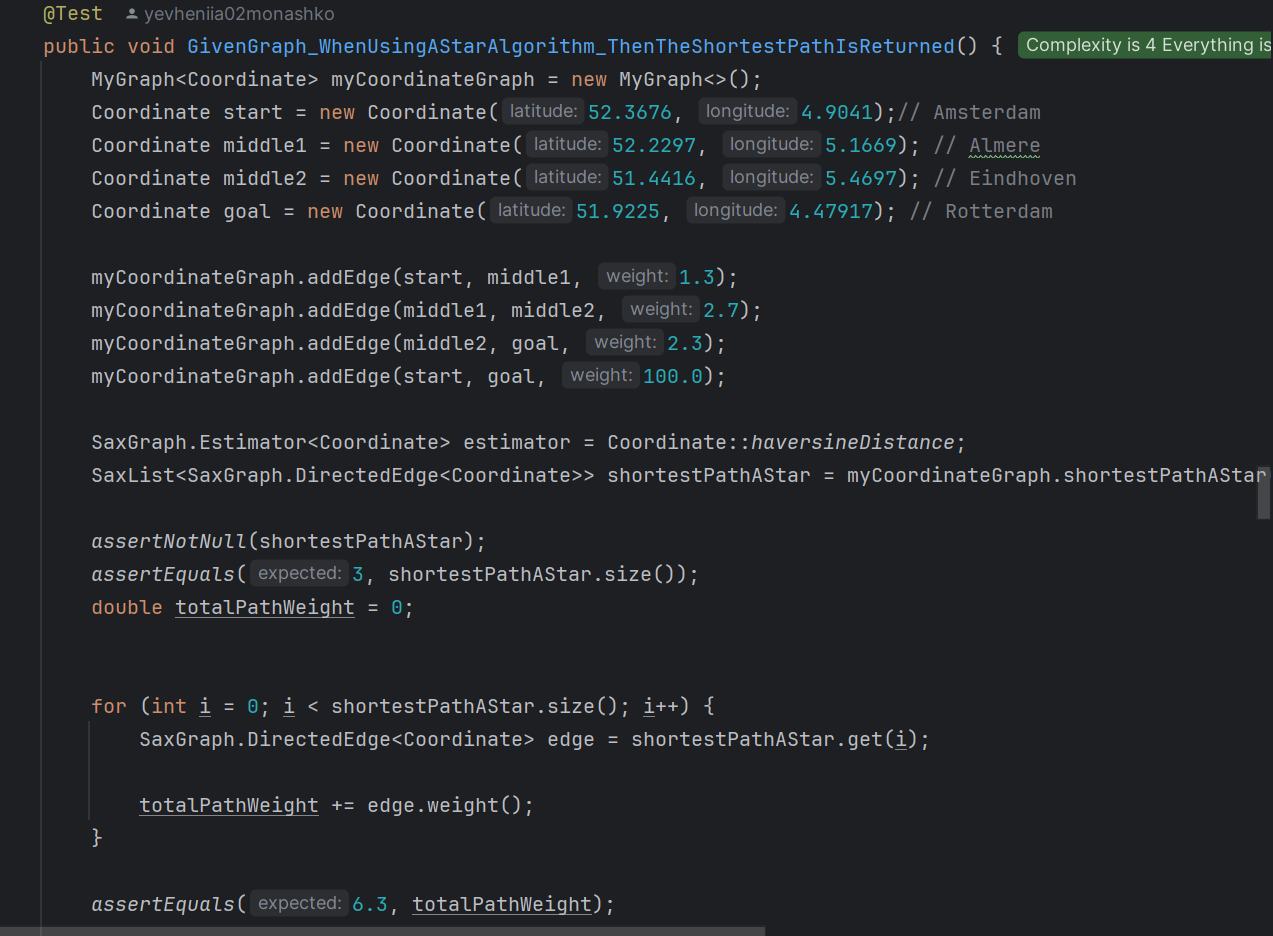 @Test yevheniia02monashko
public void GivenGraph_WhenUsingAStarAlgorithm_ThenTheShortestPathIsReturned() { Complexity is 4 Everything is
MyGraph<Coordinate> myCoordinateGraph = new MyGraph<>();
Coordinate start = new Coordinate( latitude: 52.3676, longitude: 4.9041);// Amsterdam
Coordinate middle1 = new Coordinate( latitude: 52.2297, longitude: 5.1669); // Almere
Coordinate middle2 = new Coordinate( latitude: 51.4416, longitude: 5.4697); // Eindhoven
Coordinate goal = new Coordinate( latitude: 51.9225, longitude: 4.47917); // Rotterdam
myCoordinateGraph.addEdge(start, middle1, weight: 1.3);
myCoordinateGraph.addEdge(middle1, middle2, weight: 2.7);
myCoordinateGraph.addEdge(middle2, goal, weight: 2.3);
myCoordinateGraph.addEdge(start, goal, weight: 100.0);
SaxGraph.Estimator<Coordinate> estimator = Coordinate::haversineDistance;
SaxList<SaxGraph.DirectedEdge<Coordinate>> shortestPathAStar = myCoordinateGraph.shortestPathAStar
assertNotNull(shortestPathAStar);
assertEquals( expected: 3, shortestPathAStar.size());
double totalPathWeight = 0;
for (int i = 0; i < shortestPathAStar.size(); i++) {
SaxGraph.DirectedEdge<Coordinate> edge = shortestPathAStar.get(i);
totalPathWeight += edge.weight();
}
assertEquals( expected: 6.3, totalPathWeight);